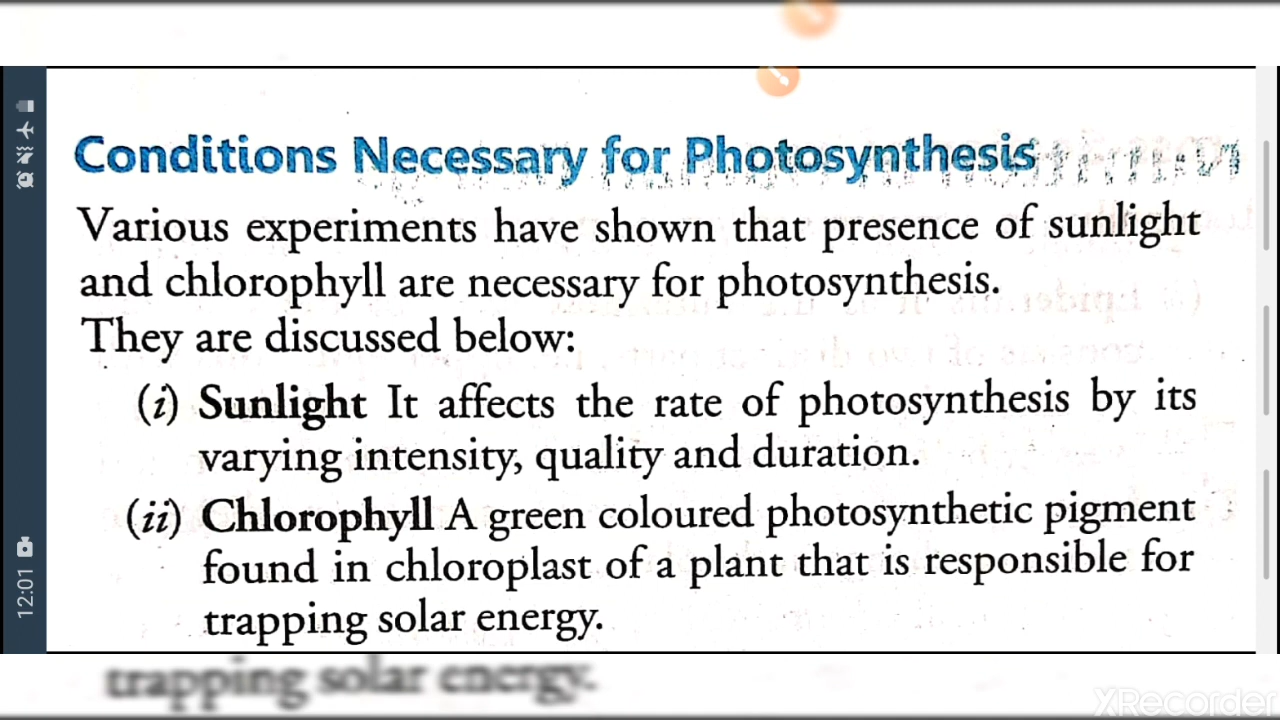 Conditions Necessary for Photosynthesis
Various experiments have shown that presence of sunlight
and chlorophyll are necessary for photosynthesis.
They are discussed below:
(i) Sunlight It affects the rate of photosynthesis by its
varying intensity, quality and duration.
(ii) Chlorophyll A green coloured photosynthetic pigment
found in chloroplast of a plant that is responsible for
trapping solar energy.
trapping solar energy.
12:01
XRecorder